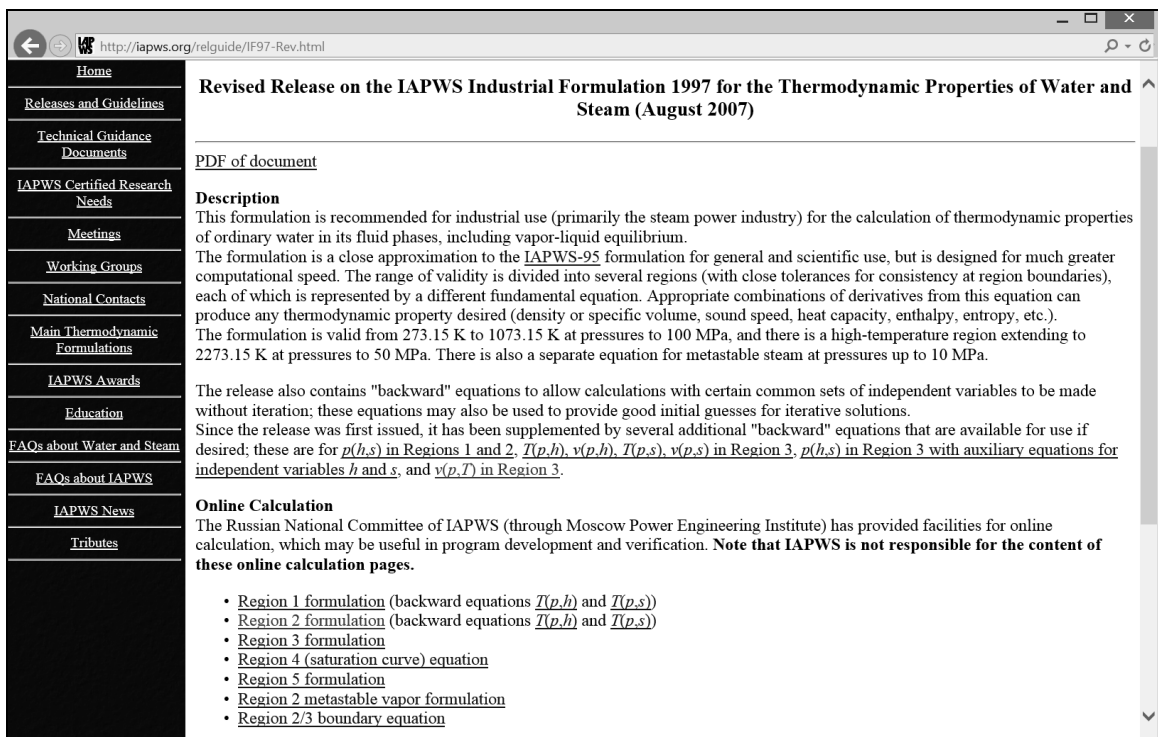 http://iapws.org/relguide/IF97-Rev.html
Home
Releases and Guidelines
Technical Guidance
Documents
IAPWS Certified Research
Needs
Meetings
Working Groups
National Contacts
Main Thermodynamic
Formulations
IAPWS Awards
Education
FAQs about Water and Steam
FAQs about IAPWS
IAPWS News
Tributes
Revised Release on the IAPWS Industrial Formulation 1997 for the Thermodynamic Properties of Water and
Steam (August 2007)
PDF of document
Description
This formulation is recommended for industrial use (primarily the steam power industry) for the calculation of thermodynamic properties
of ordinary water in its fluid phases, including vapor-liquid equilibrium.
The formulation is a close approximation to the IAPWS-95 formulation for general and scientific use, but is designed for much greater
computational speed. The range of validity is divided into several regions (with close tolerances for consistency at region boundaries),
each of which is represented by a different fundamental equation. Appropriate combinations of derivatives from this equation can
produce any thermodynamic property desired (density or specific volume, sound speed, heat capacity, enthalpy, entropy, etc.).
The formulation is valid from 273.15 K to 1073.15 K at pressures to 100 MPa, and there is a high-temperature region extending to
2273.15 K at pressures to 50 MPa. There is also a separate equation for metastable steam at pressures up to 10 MPa.
The release also contains "backward" equations to allow calculations with certain common sets of independent variables to be made
without iteration; these equations may also be used to provide good initial guesses for iterative solutions.
Since the release was first issued, it has been supplemented by several additional "backward" equations that are available for use if
desired; these are for p(h,s) in Regions 1 and 2, T(p,h), v(p,h), T(p,s), v(p,s) in Region 3, p(h,s) in Region 3 with auxiliary equations for
independent variables h and s, and v(p,T) in Region 3.
Online Calculation
The Russian National Committee of IAPWS (through Moscow Power Engineering Institute) has provided facilities for online
calculation, which may be useful in program development and verification. Note that IAPWS is not responsible for the content of
these online calculation pages.
• Region 1 formulation (backward equations T(p,h) and T(p,s))
• Region 2 formulation (backward equations T(p,h) and T(p,s))
• Region 3 formulation
• Region 4 (saturation curve) equation
• Region 5 formulation
• Region 2 metastable vapor formulation
• Region 2/3 boundary equation